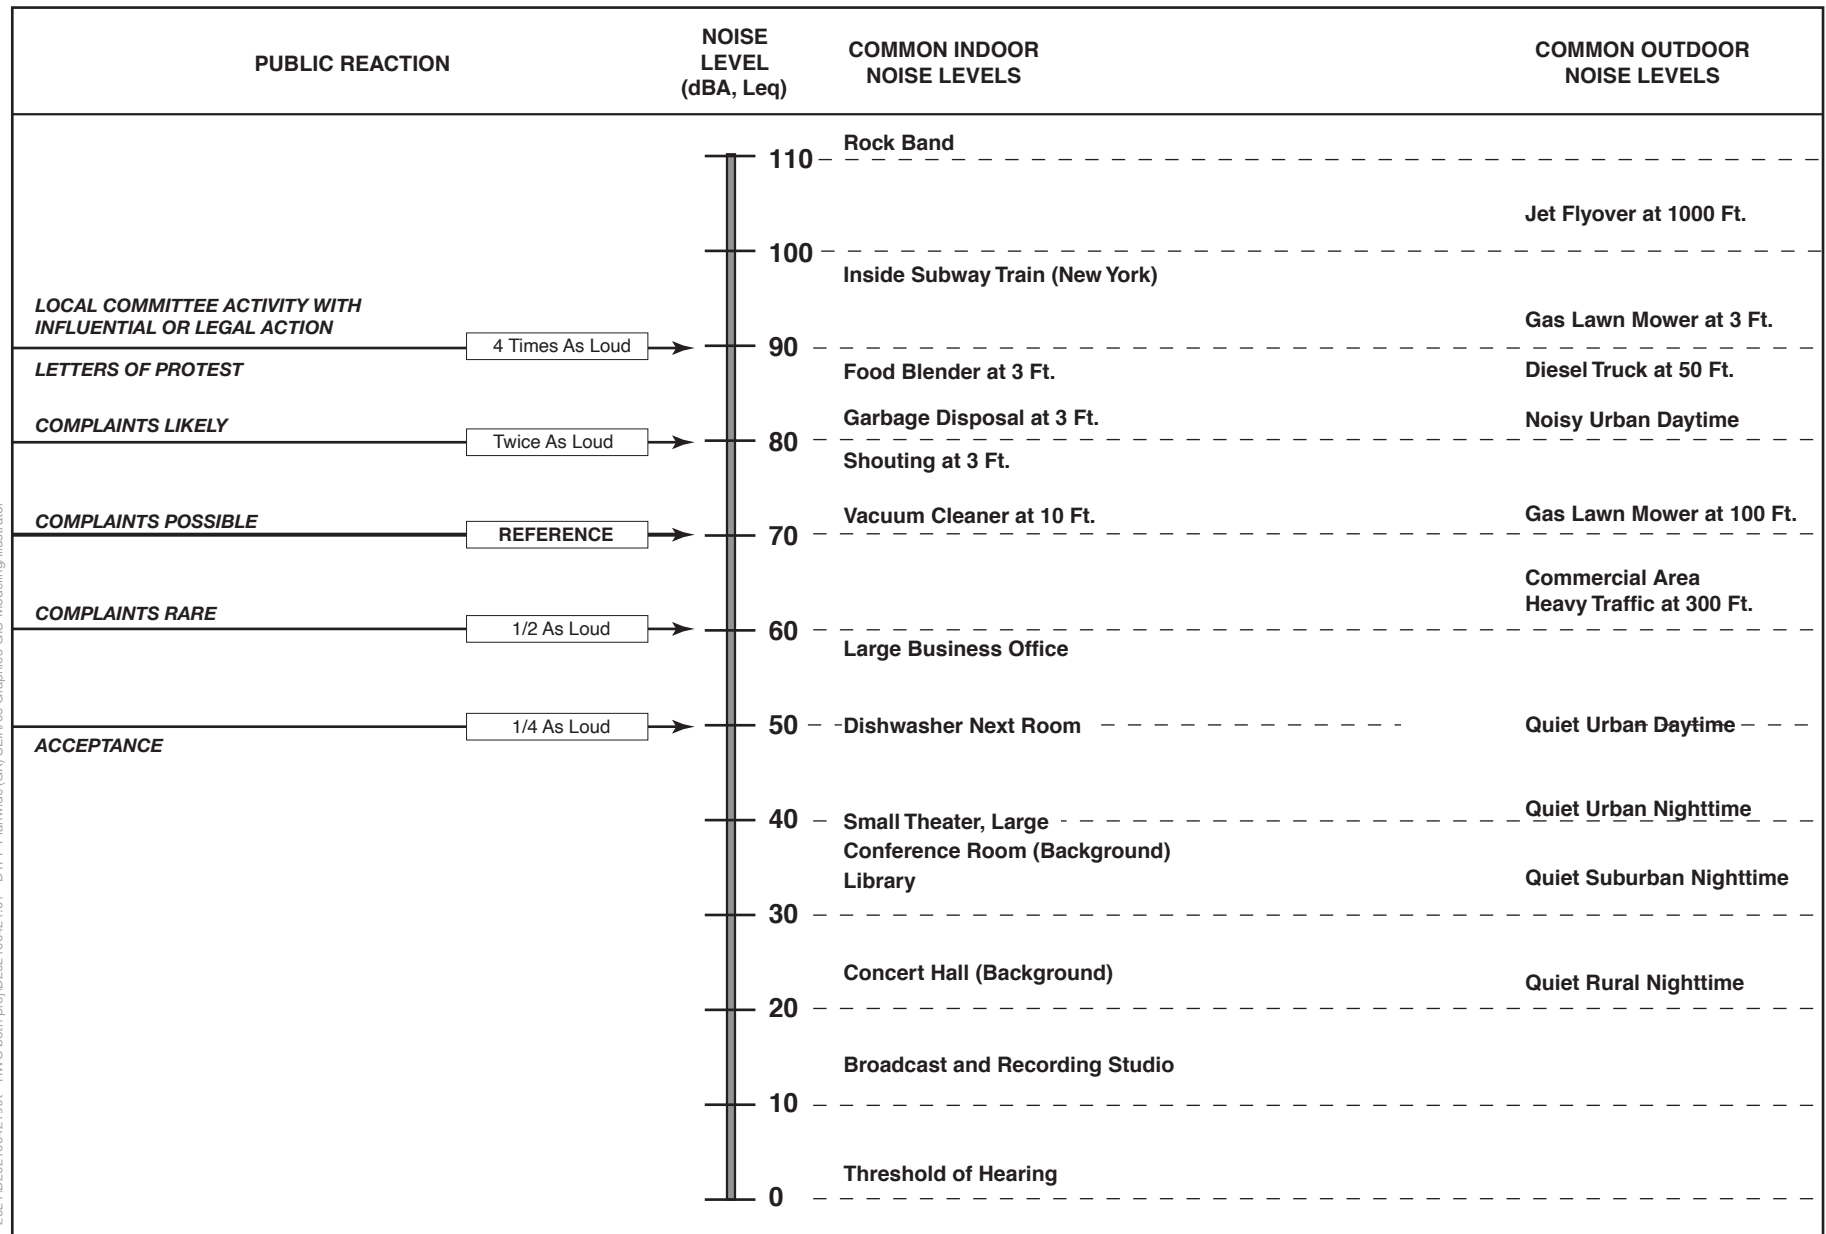 PUBLIC REACTION
NOISE
LEVEL
(dBA, Leq)
COMMON INDOOR
NOISE LEVELS
COMMON OUTDOOR
NOISE LEVELS
Rock Band
110
Jet Flyover at 1000 Ft.
100
Inside Subway Train (New York)
LOCAL COMMITTEE ACTIVITY WITH
INFLUENTIAL OR LEGAL ACTION
Gas Lawn Mower at 3 Ft.
4 Times As Loud
90
LETTERS OF PROTEST
Food Blender at 3 Ft.
Diesel Truck at 50 Ft.
COMPLAINTS LIKELY
Garbage Disposal at 3 Ft.
Noisy Urban Daytime
Twice As Loud
80
Shouting at 3 Ft.
COMPLAINTS POSSIBLE
Vacuum Cleaner at 10 Ft.
Gas Lawn Mower at 100 Ft.
REFERENCE
70
Commercial Area
Heavy Traffic at 300 Ft.
COMPLAINTS RARE
1/2 As Loud
60
Large Business Office
1/4 As Loud
50
Dishwasher Next Room
Quiet Urban Daytime
ACCEPTANCE
Quiet Urban Nighttime
40
Small Theater, Large
Conference Room (Background)
Library
Quiet Suburban Nighttime
30
Concert Hall (Background)
Quiet Rural Nighttime
20
Broadcast and Recording Studio
10
Threshold of Hearing
0